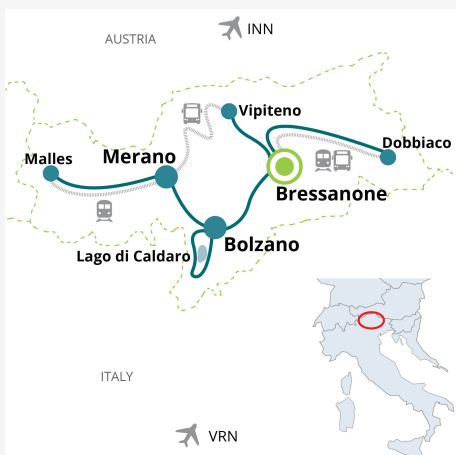 INN
AUSTRIA
Vipiteno
Dobbiaco
Malles
Merano
Bressanone
Bolzano
Lago di Caldaro
ITALY
VRN